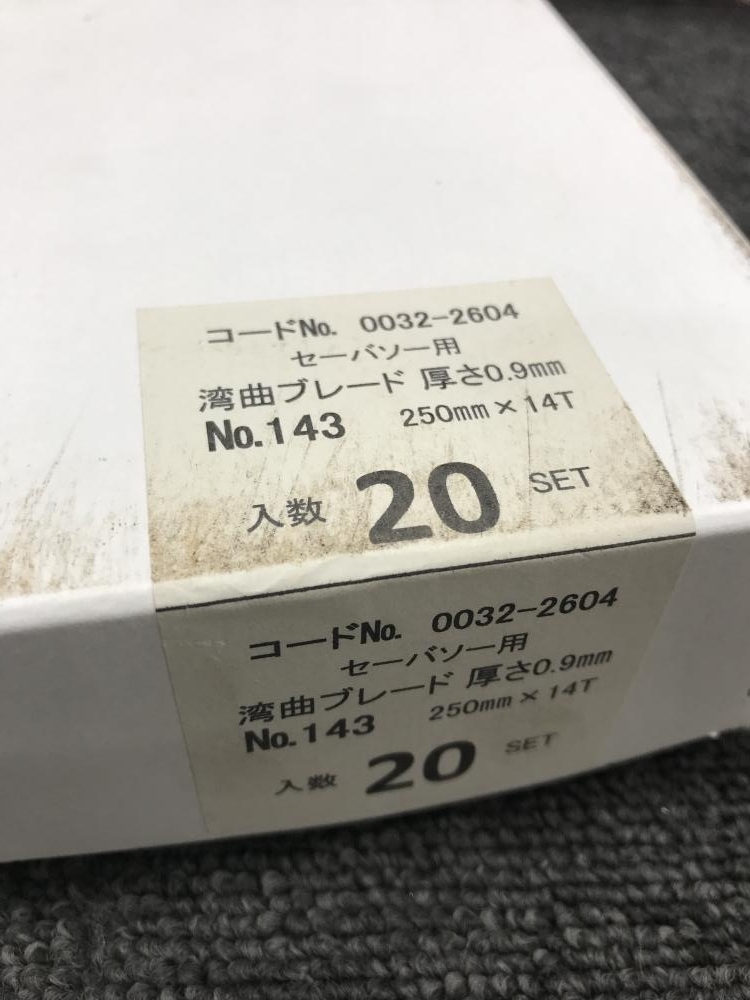 コードNo. 0032-2604
セーバソー用
湾曲ブレード 厚さ0.9mm
No.143 250mm×14T
入数 20 SET
コードNo. 0032-2604
セーバソー用
湾曲ブレード 厚さ0.9mm
No.143 250mm×14T
入数 20 SET